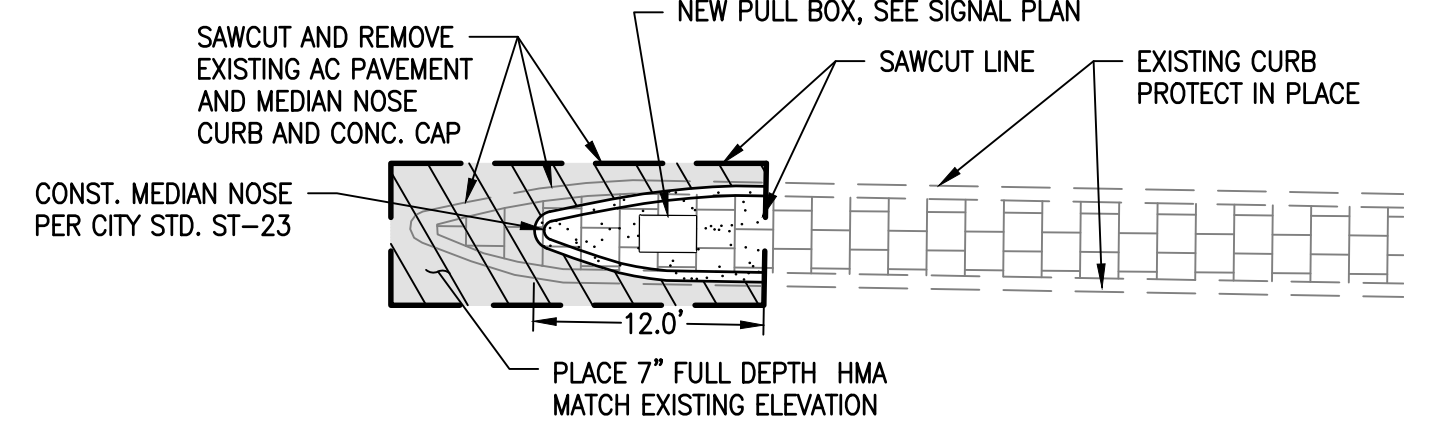 NEW PULL BOX, SEE SIGNAL PLAN
SAWCUT AND REMOVE
EXISTING AC PAVEMENT
AND MEDIAN NOSE
CURB AND CONC. CAP
SAWCUT LINE
EXISTING CURB
PROTECT IN PLACE
CONST. MEDIAN NOSE
PER CITY STD. ST-23
12.0'
PLACE 7" FULL DEPTH HMA
MATCH EXISTING ELEVATION